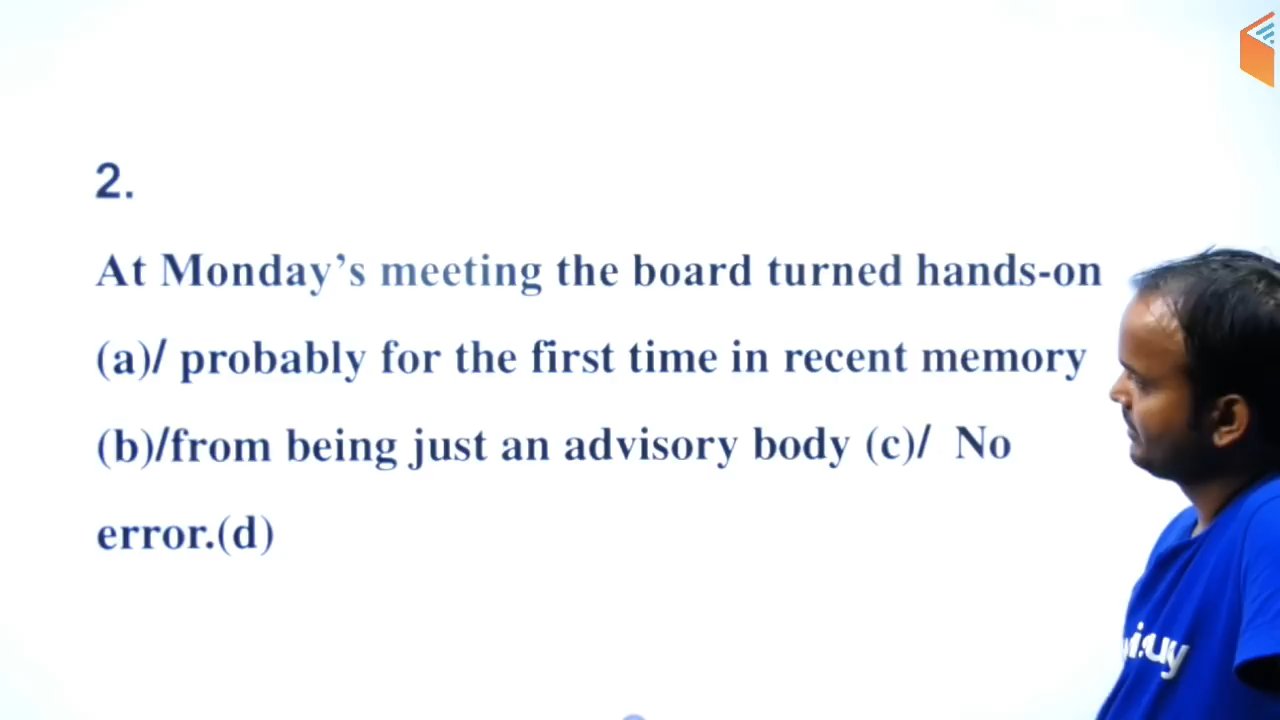 2.
At Monday’s meeting the board turned hands-on
(a)/ probably for the first time in recent memory
(b)/from being just an advisory body (c)/ No
error.(d)